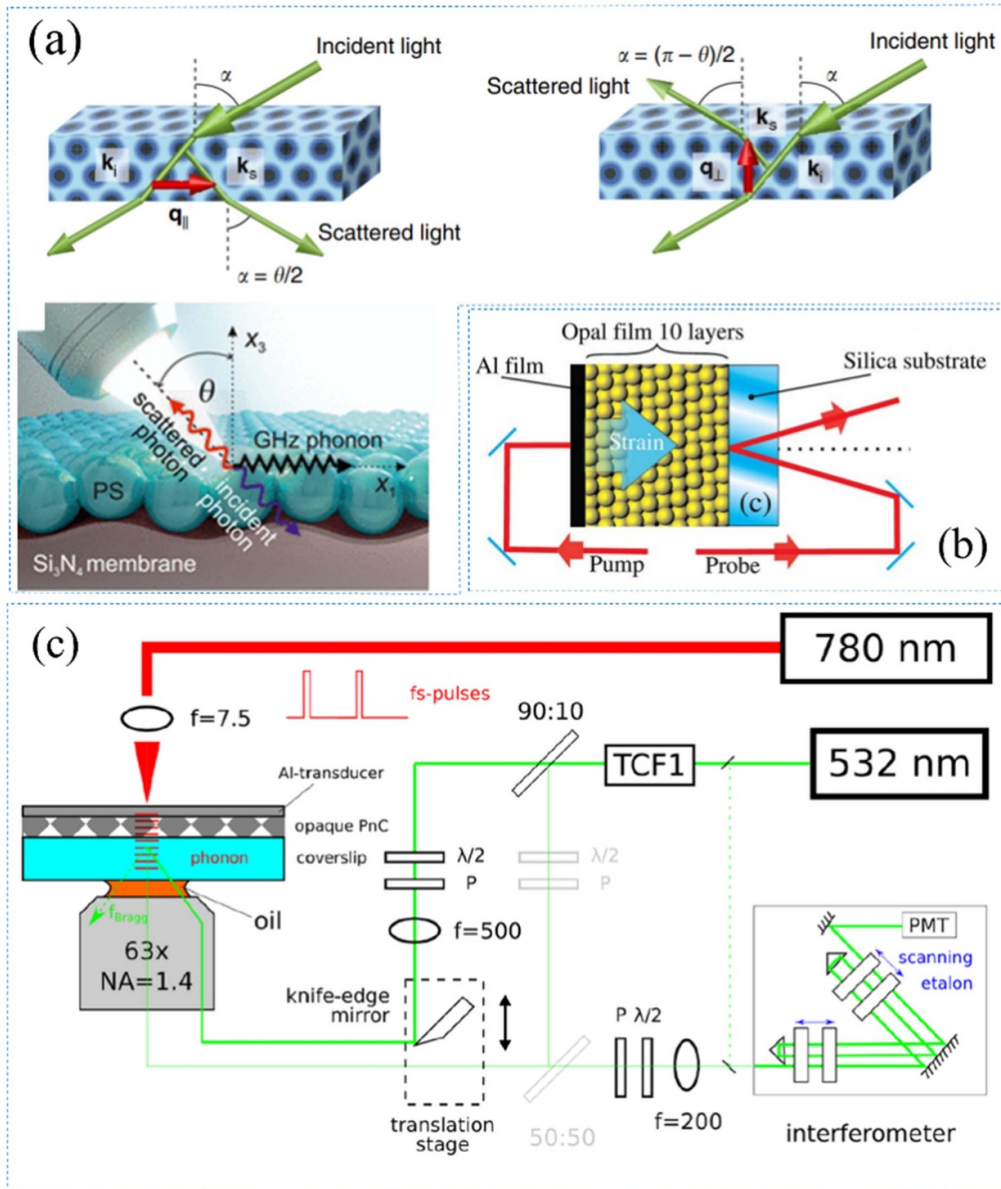 (a)
Incident light
α
k_i
k_s
q_∥
Scattered light
α = θ/2
α = (π − θ)/2
Incident light
Scattered light
α
k_s
q_⊥
k_i
X₃
θ
scattered
photon
GHz phonon
X₁
PS
incident
photon
Si₃N₄ membrane
Opal film 10 layers
Al film
Silica substrate
Strain
(c)
Pump
Probe
(b)
(c)
780 nm
fs-pulses
f=7.5
90:10
TCF1
532 nm
Al-transducer
opaque PnC
phonon
coverslip
λ/2
P
λ/2
P
f_Bragg
oil
f=500
63x
NA=1.4
knife-edge
mirror
PMT
scanning
etalon
P λ/2
translation
stage
50:50
f=200
interferometer